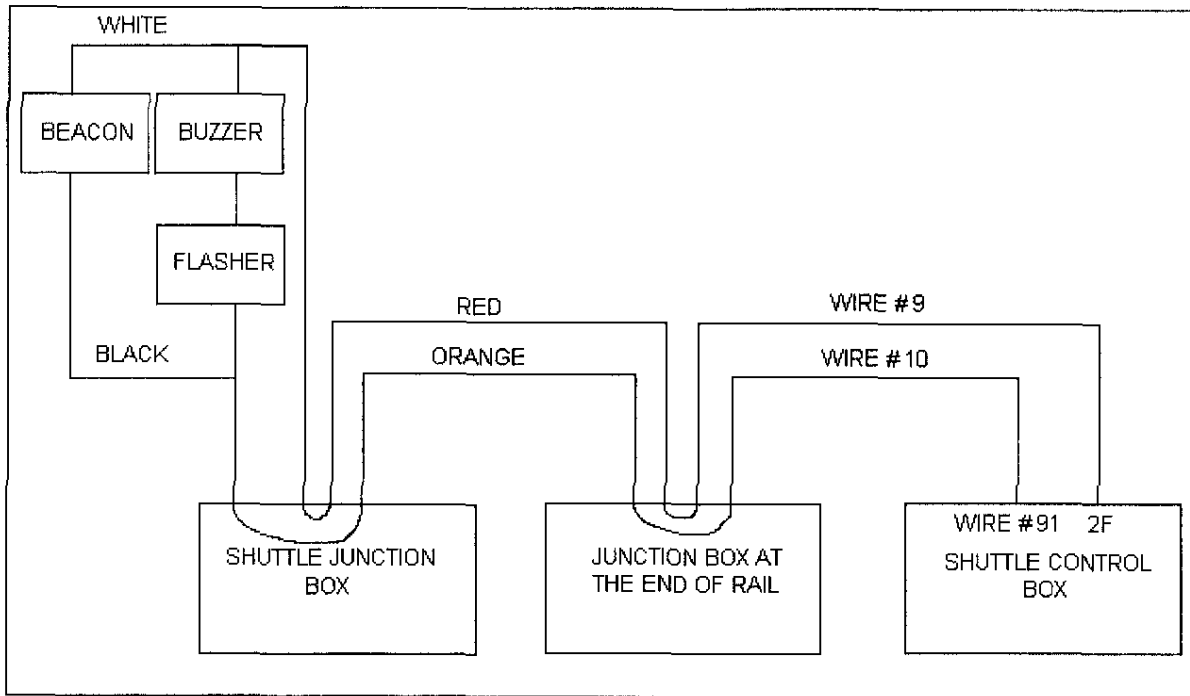 WHITE
BEACON
BUZZER
FLASHER
BLACK
RED
ORANGE
WIRE #9
WIRE #10
SHUTTLE JUNCTION
BOX
JUNCTION BOX AT
THE END OF RAIL
WIRE #91 2F
SHUTTLE CONTROL
BOX